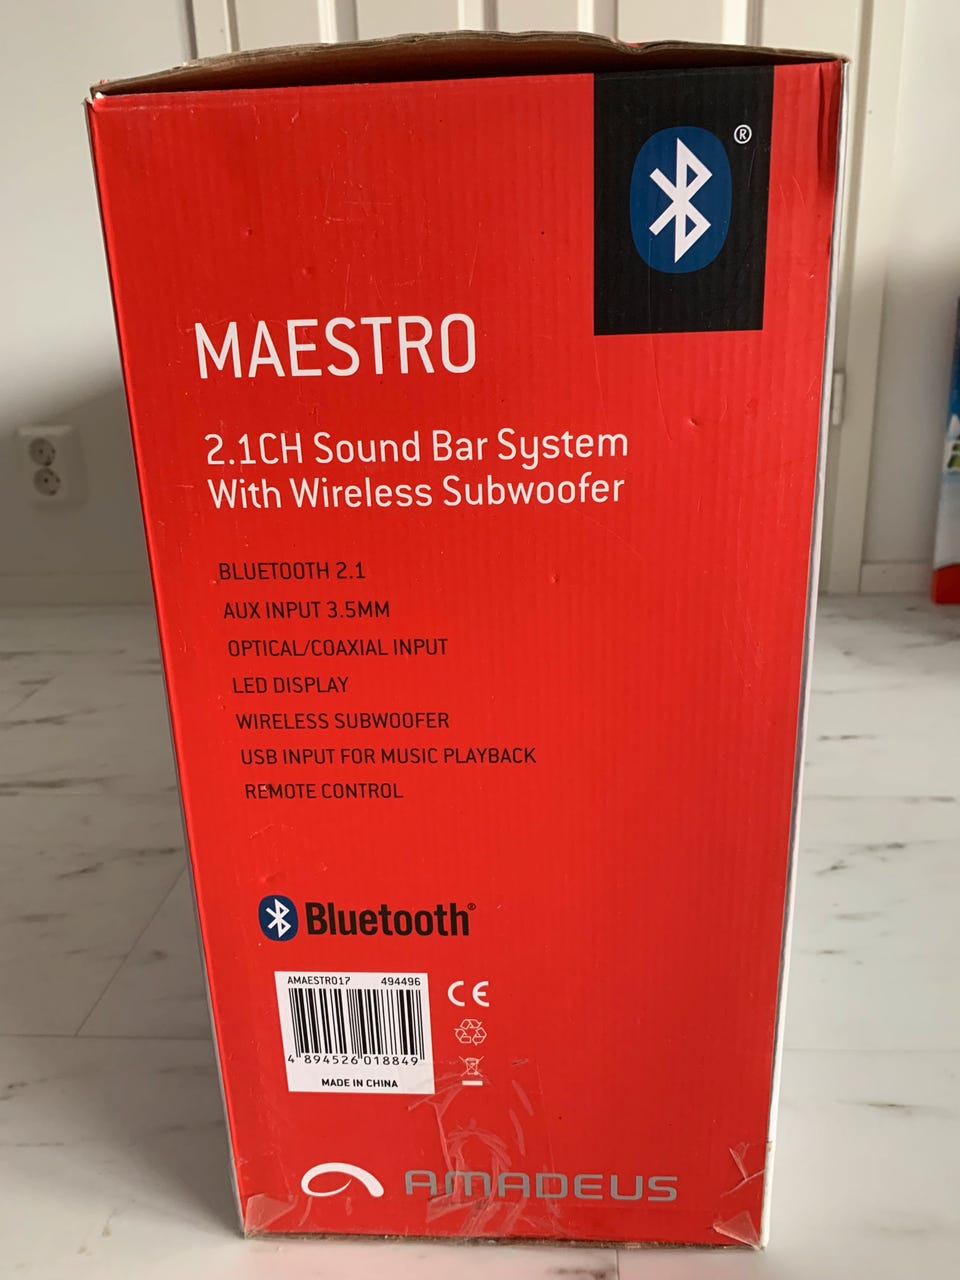 ®
MAESTRO
2.1CH Sound Bar System
With Wireless Subwoofer
BLUETOOTH 2.1
AUX INPUT 3.5MM
OPTICAL/COAXIAL INPUT
LED DISPLAY
WIRELESS SUBWOOFER
USB INPUT FOR MUSIC PLAYBACK
REMOTE CONTROL
Bluetooth®
AMAESTRO17 494496
CE
4 894526 018849
MADE IN CHINA
AMADEUS